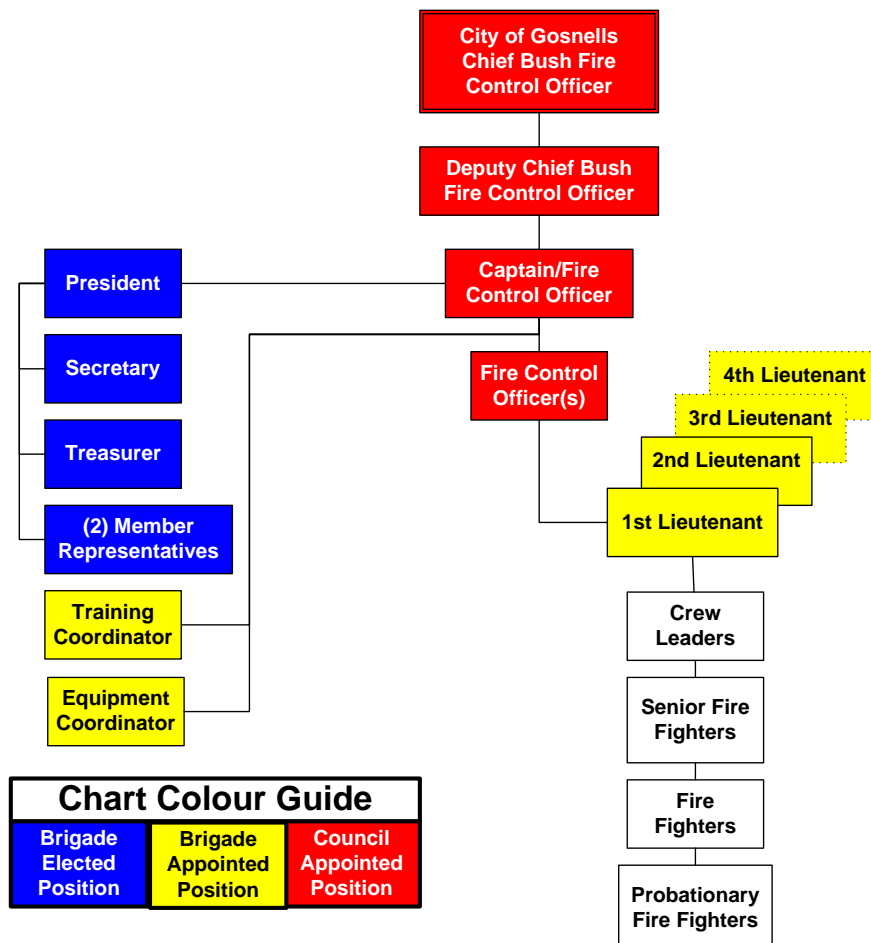 City of Gosnells
Chief Bush Fire
Control Officer
Deputy Chief Bush
Fire Control Officer
President
Captain/Fire
Control Officer
Secretary
Fire Control
Officer(s)
4th Lieutenant
3rd Lieutenant
Treasurer
2nd Lieutenant
(2) Member
Representatives
1st Lieutenant
Training
Coordinator
Crew
Leaders
Equipment
Coordinator
Senior Fire
Fighters
Chart Colour Guide
Brigade
Elected
Position
Brigade
Appointed
Position
Council
Appointed
Position
Fire
Fighters
Probationary
Fire Fighters